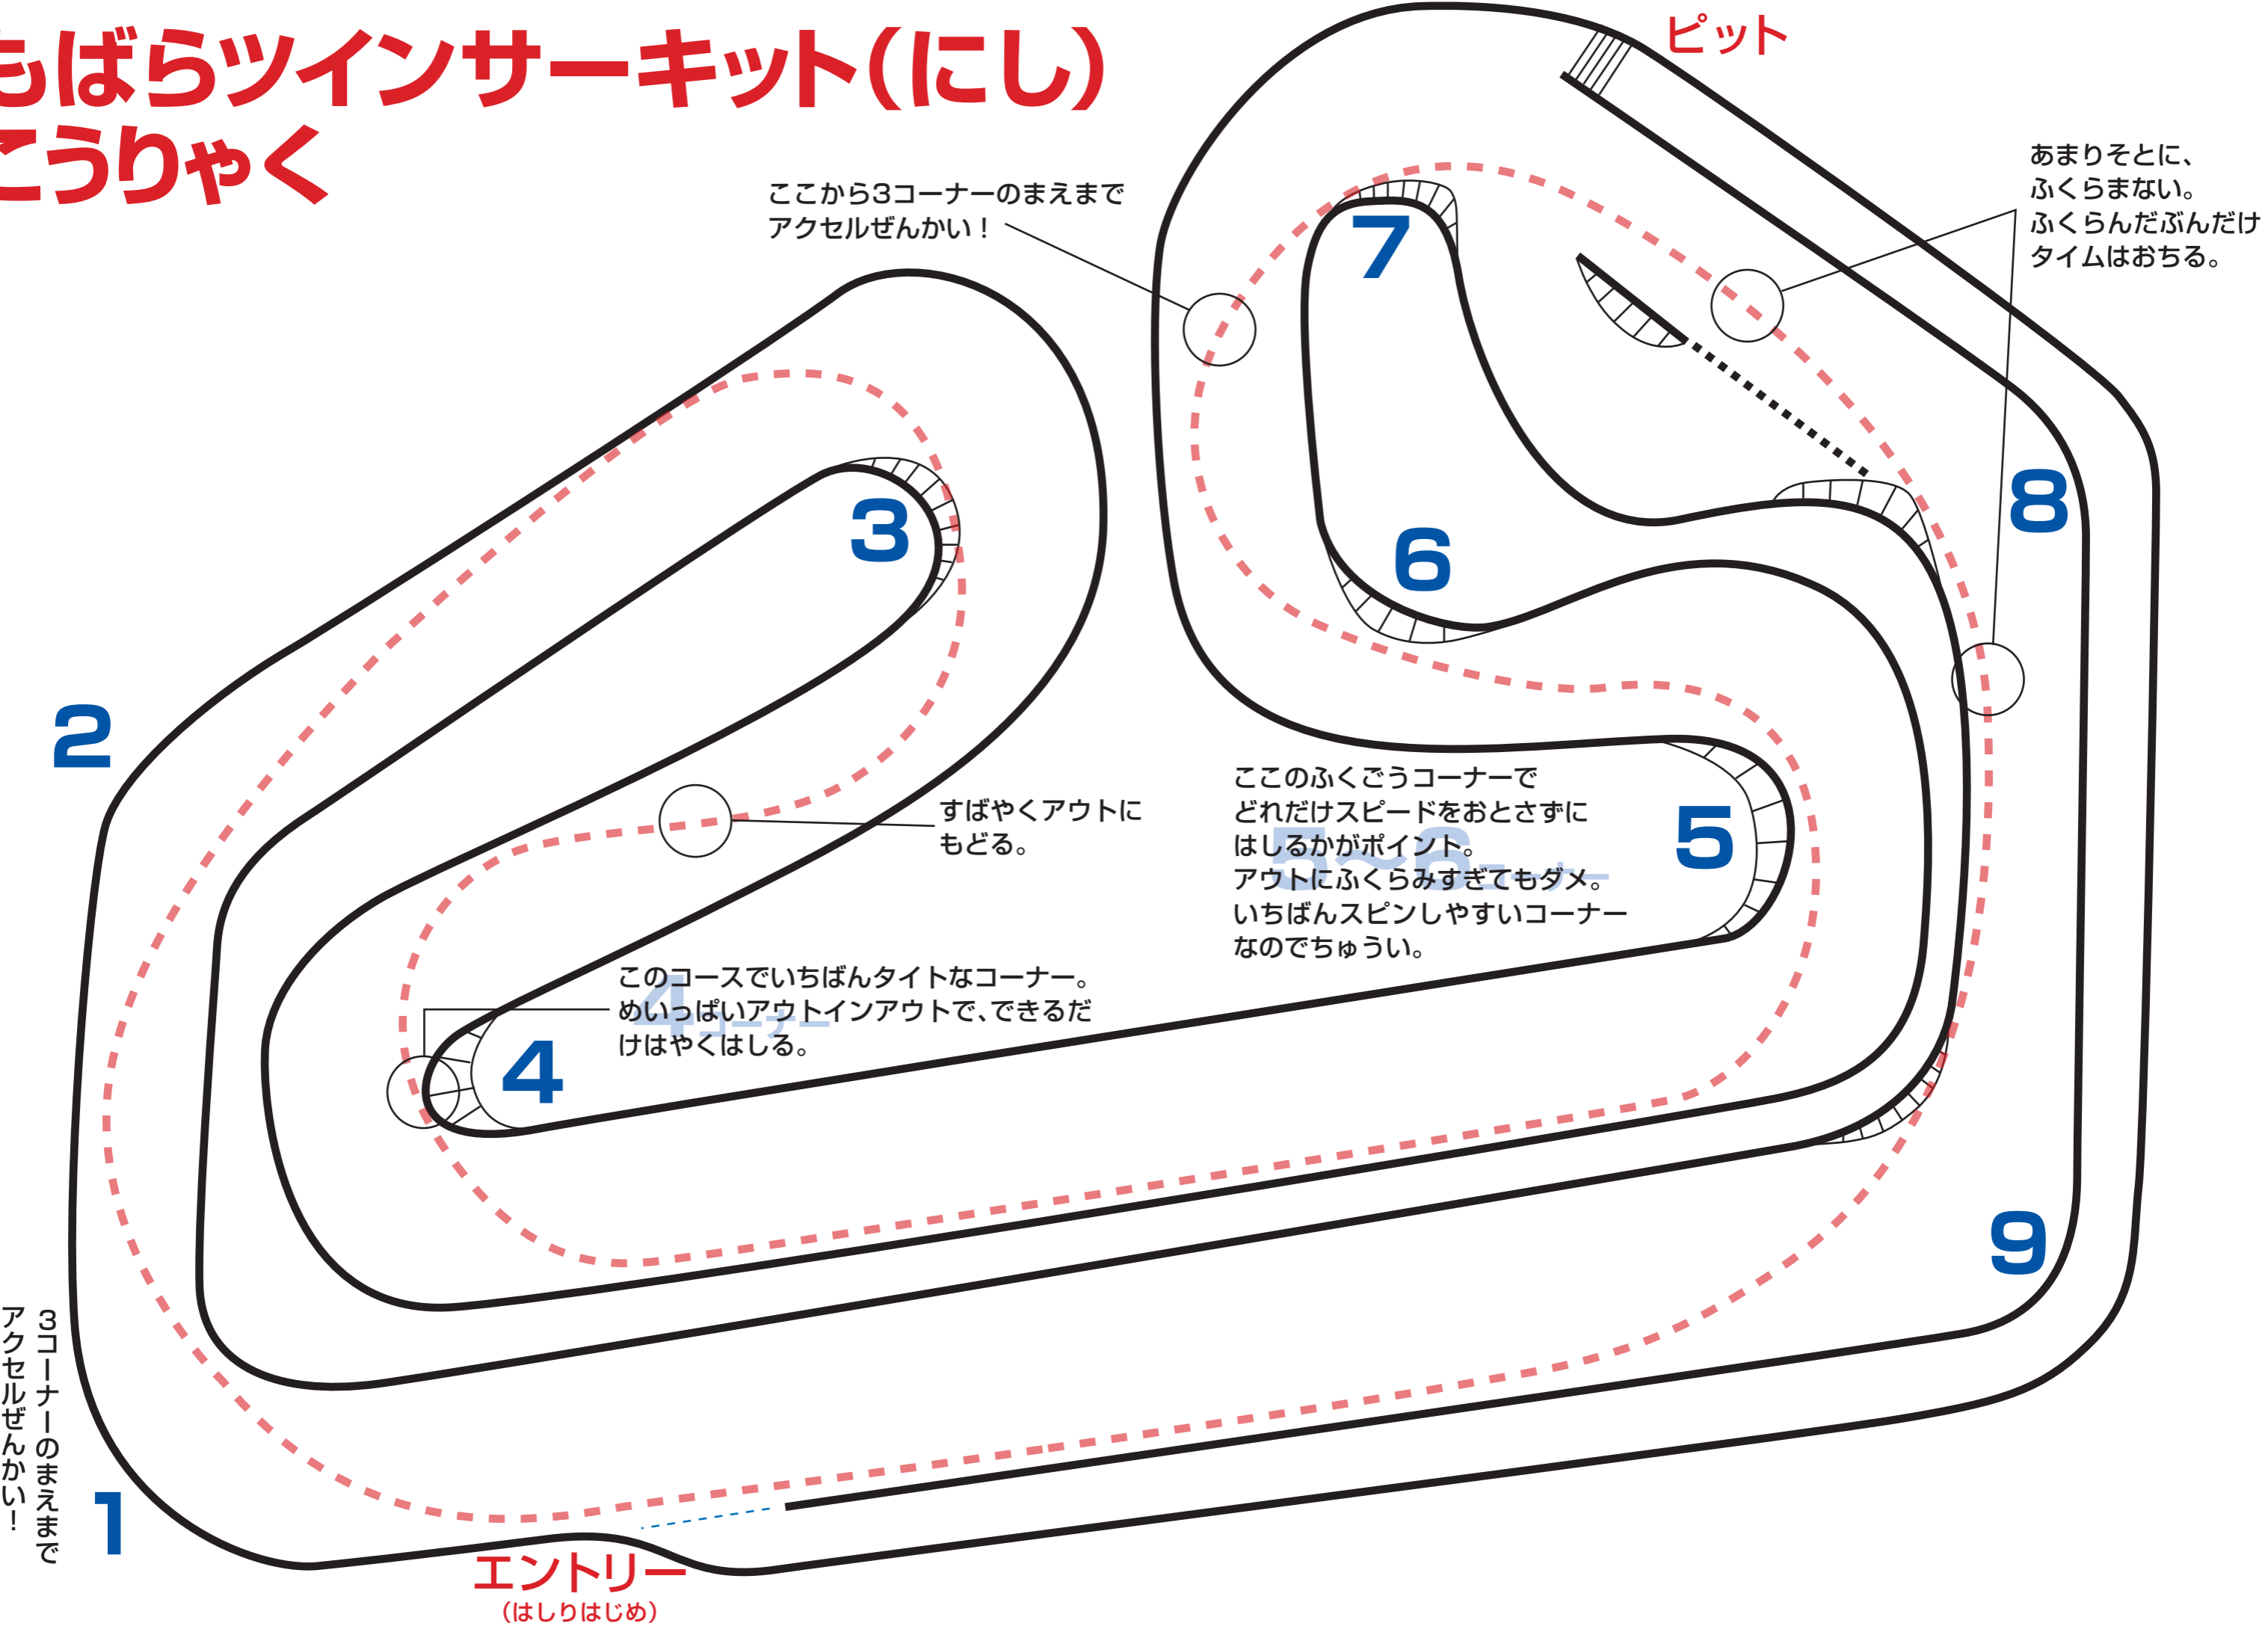 もばらツインサーキット(にし)
こうりゃく
ピット
あまりそとに、
ふくらまない。
ふくらんだぶんだけ
タイムはおちる。
ここから3コーナーのまえまで
アクセルぜんかい！
7
3
6
8
2
すばやくアウトに
もどる。
5〜6コーナー
ここのふくごうコーナーで
どれだけスピードをおとさずに
はしるかがポイント。
アウトにふくらみすぎてもダメ。
いちばんスピンしやすいコーナー
なのでちゅうい。
5
4コーナー
このコースでいちばんタイトなコーナー。
めいっぱいアウトインアウトで、できるだ
けはやくはしる。
4
9
3コーナーのまえまで
アクセルぜんかい！
1
エントリー
(はしりはじめ)